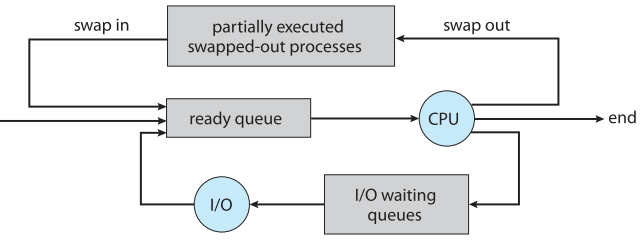 swap in
partially executed
swapped-out processes
swap out
ready queue
CPU
end
I/O
I/O waiting
queues